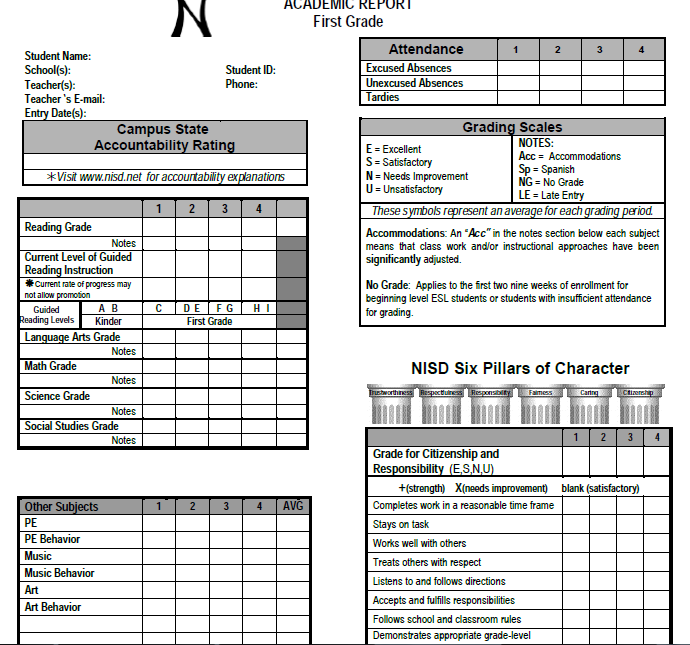 N
ACADEMIC REPORT
First Grade
Student Name:
School(s):
Student ID:
Teacher(s):
Phone:
Teacher 's E-mail:
Entry Date(s):
Campus State
Accountability Rating
*Visit www.nisd.net for accountability explanations
1 2 3 4
Reading Grade
Notes
Current Level of Guided
Reading Instruction
*Current rate of progress may
not allow promotion
Guided
Reading Levels
A B C D E F G H I
Kinder First Grade
Language Arts Grade
Notes
Math Grade
Notes
Science Grade
Notes
Social Studies Grade
Notes
Other Subjects 1 2 3 4 AVG
PE
PE Behavior
Music
Music Behavior
Art
Art Behavior
Attendance 1 2 3 4
Excused Absences
Unexcused Absences
Tardies
Grading Scales
E = Excellent
S = Satisfactory
N = Needs Improvement
U = Unsatisfactory
NOTES:
Acc = Accommodations
Sp = Spanish
NG = No Grade
LE = Late Entry
These symbols represent an average for each grading period.
Accommodations: An "Acc" in the notes section below each subject
means that class work and/or instructional approaches have been
significantly adjusted.
No Grade: Applies to the first two nine weeks of enrollment for
beginning level ESL students or students with insufficient attendance
for grading.
NISD Six Pillars of Character
Trustworthiness Respectfulness Responsibility Fairness Caring Citizenship
1 2 3 4
Grade for Citizenship and
Responsibility (E,S,N,U)
+(strength) X(needs improvement) blank (satisfactory)
Completes work in a reasonable time frame
Stays on task
Works well with others
Treats others with respect
Listens to and follows directions
Accepts and fulfills responsibilities
Follows school and classroom rules
Demonstrates appropriate grade-level